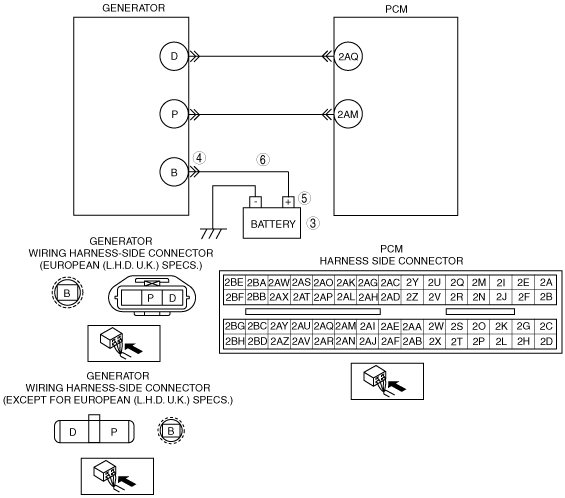 GENERATOR
PCM
D
2AQ
P
2AM
B
4
6
5
- +
BATTERY
3
GENERATOR
WIRING HARNESS-SIDE CONNECTOR
(EUROPEAN (L.H.D. U.K.) SPECS.)
B
P D
PCM
HARNESS SIDE CONNECTOR
2BE 2BA 2AW 2AS 2AO 2AK 2AG 2AC 2Y 2U 2Q 2M 2I 2E 2A
2BF 2BB 2AX 2AT 2AP 2AL 2AH 2AD 2Z 2V 2R 2N 2J 2F 2B
2BG 2BC 2AY 2AU 2AQ 2AM 2AI 2AE 2AA 2W 2S 2O 2K 2G 2C
2BH 2BD 2AZ 2AV 2AR 2AN 2AJ 2AF 2AB 2X 2T 2P 2L 2H 2D
GENERATOR
WIRING HARNESS-SIDE CONNECTOR
(EXCEPT FOR EUROPEAN (L.H.D. U.K.) SPECS.)
D P
B